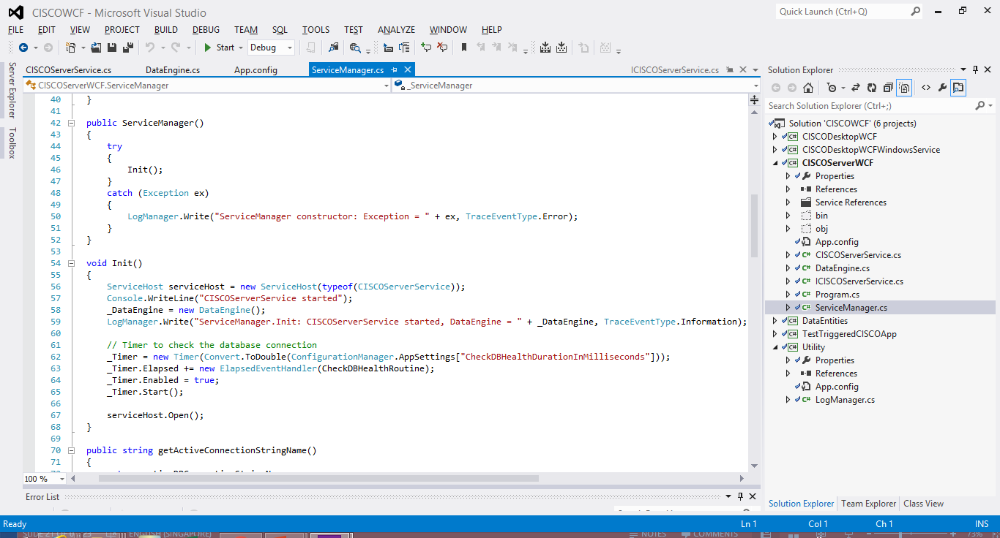 CISCOWCF - Microsoft Visual Studio
Quick Launch (Ctrl+Q)
FILE EDIT VIEW PROJECT BUILD DEBUG TEAM SQL TOOLS TEST ANALYZE WINDOW HELP
Start Debug
Server Explorer
Toolbox
CISCOServerService.cs DataEngine.cs App.config ServiceManager.cs ICISCOServerService.cs
CISCOServerWCF.ServiceManager _ServiceManager
40 }
41
42 public ServiceManager()
43 {
44 try
45 {
46 Init();
47 }
48 catch (Exception ex)
49 {
50 LogManager.Write("ServiceManager constructor: Exception = " + ex, TraceEventType.Error);
51 }
52 }
53
54 void Init()
55 {
56 ServiceHost serviceHost = new ServiceHost(typeof(CISCOServerService));
57 Console.WriteLine("CISCOServerService started");
58 _DataEngine = new DataEngine();
59 LogManager.Write("ServiceManager.Init: CISCOServerService started, DataEngine = " + _DataEngine, TraceEventType.Information);
60
61 // Timer to check the database connection
62 _Timer = new Timer(Convert.ToDouble(ConfigurationManager.AppSettings["CheckDBHealthDurationInMilliseconds"]));
63 _Timer.Elapsed += new ElapsedEventHandler(CheckDBHealthRoutine);
64 _Timer.Enabled = true;
65 _Timer.Start();
66
67 serviceHost.Open();
68 }
69
70 public string getActiveConnectionStringName()
71 {
100 %
Error List
Solution Explorer
Search Solution Explorer (Ctrl+;)
Solution 'CISCOWCF' (6 projects)
CISCODesktopWCF
CISCODesktopWCFWindowsService
CISCOServerWCF
Properties
References
Service References
bin
obj
App.config
CISCOServerService.cs
DataEngine.cs
ICISCOServerService.cs
Program.cs
ServiceManager.cs
DataEntities
TestTriggeredCISCOApp
Utility
Properties
References
App.config
LogManager.cs
Solution Explorer Team Explorer Class View
Ready Ln 1 Col 1 Ch 1 INS
ENGLISH (SINGAPORE) NOTES COMMENTS 73%